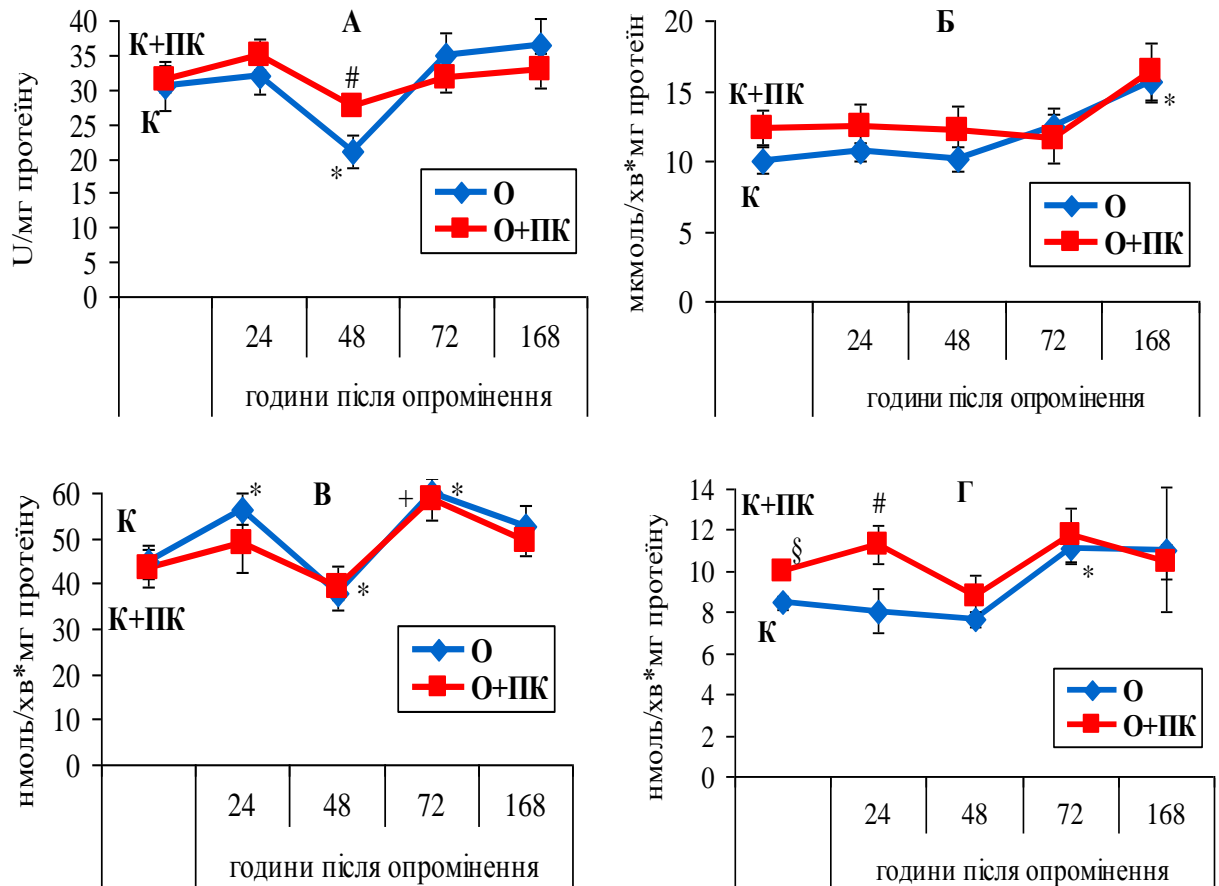 А
U/мг протеїну
40
35
30
25
20
15
10
5
0
К+ПК
К
#
*
О
О+ПК
24 48 72 168
години після опромінення
Б
мкмоль/хв*мг протеїн
20
15
10
5
0
К+ПК
К
*
О
О+ПК
24 48 72 168
години після опромінення
В
нмоль/хв*мг протеїну
60
50
40
30
20
10
0
К
К+ПК
*
*
+
*
О
О+ПК
24 48 72 168
години після опромінення
Г
нмоль/хв*мг протеїну
14
12
10
8
6
4
2
0
К+ПК
§
К
#
*
О
О+ПК
24 48 72 168
години після опромінення